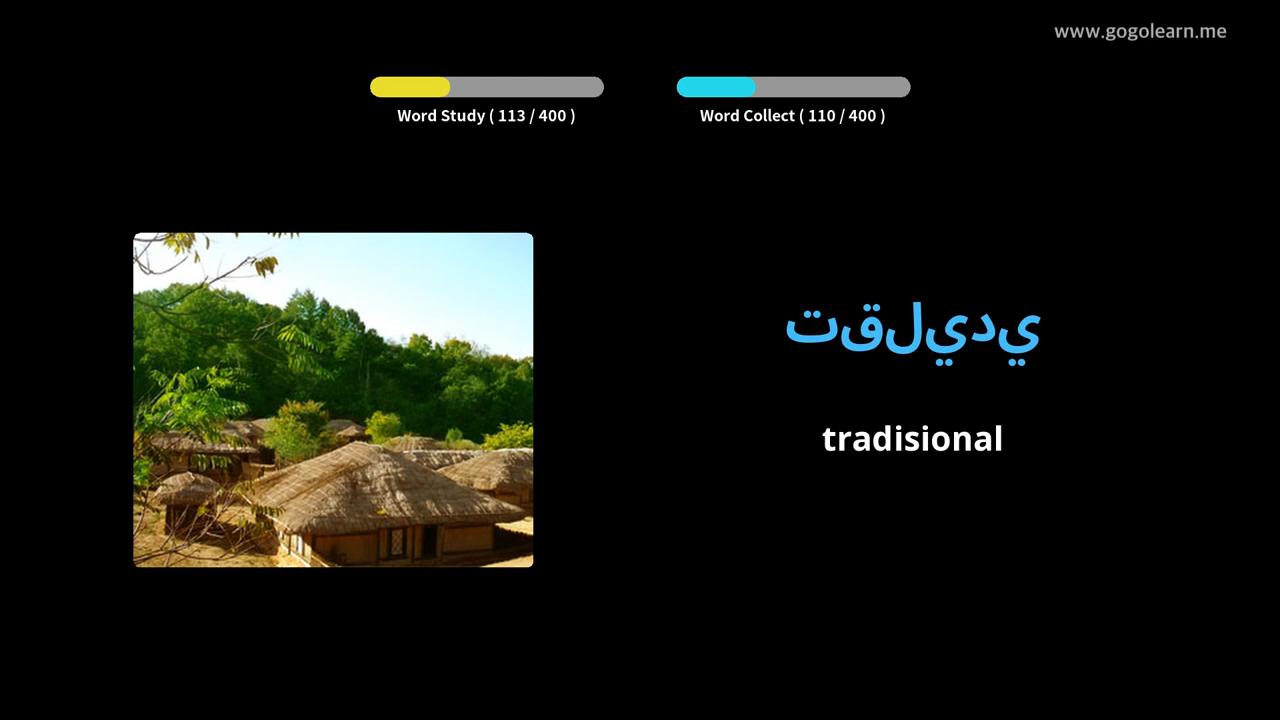 www.gogolearn.me
Word Study ( 113 / 400 )
Word Collect ( 110 / 400 )
تقليدي
tradisional